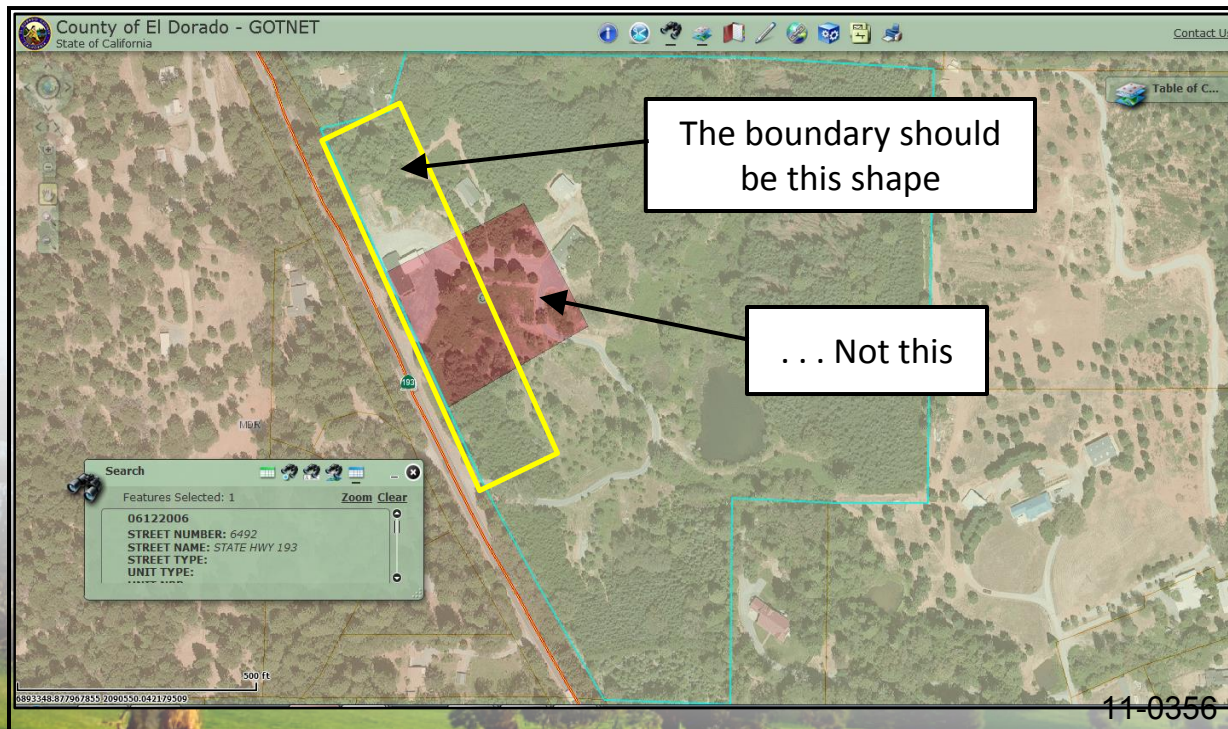 County of El Dorado - GOTNET
State of California
Contact Us
Table of C...
The boundary should
be this shape
. . . Not this
193
MDR
Search
Features Selected: 1
Zoom Clear
06122006
STREET NUMBER: 6492
STREET NAME: STATE HWY 193
STREET TYPE:
UNIT TYPE:
500 ft
6893348.877967855 2090550.042179509
11-0356